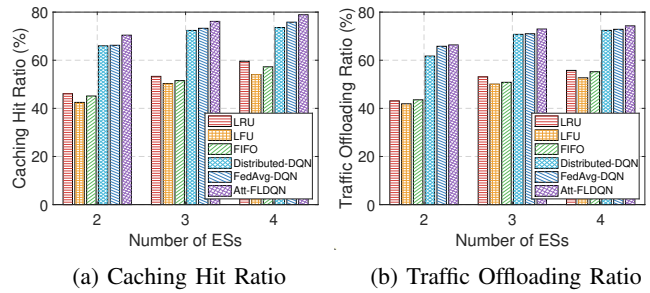 Caching Hit Ratio (%)
80
60
40
20
0
2
3
4
Number of ESs
LRU
LFU
FIFO
Distributed-DQN
FedAvg-DQN
Att-FLDQN
(a) Caching Hit Ratio
Traffic Offloading Ratio (%)
80
60
40
20
0
2
3
4
Number of ESs
LRU
LFU
FIFO
Distributed-DQN
FedAvg-DQN
Att-FLDQN
(b) Traffic Offloading Ratio